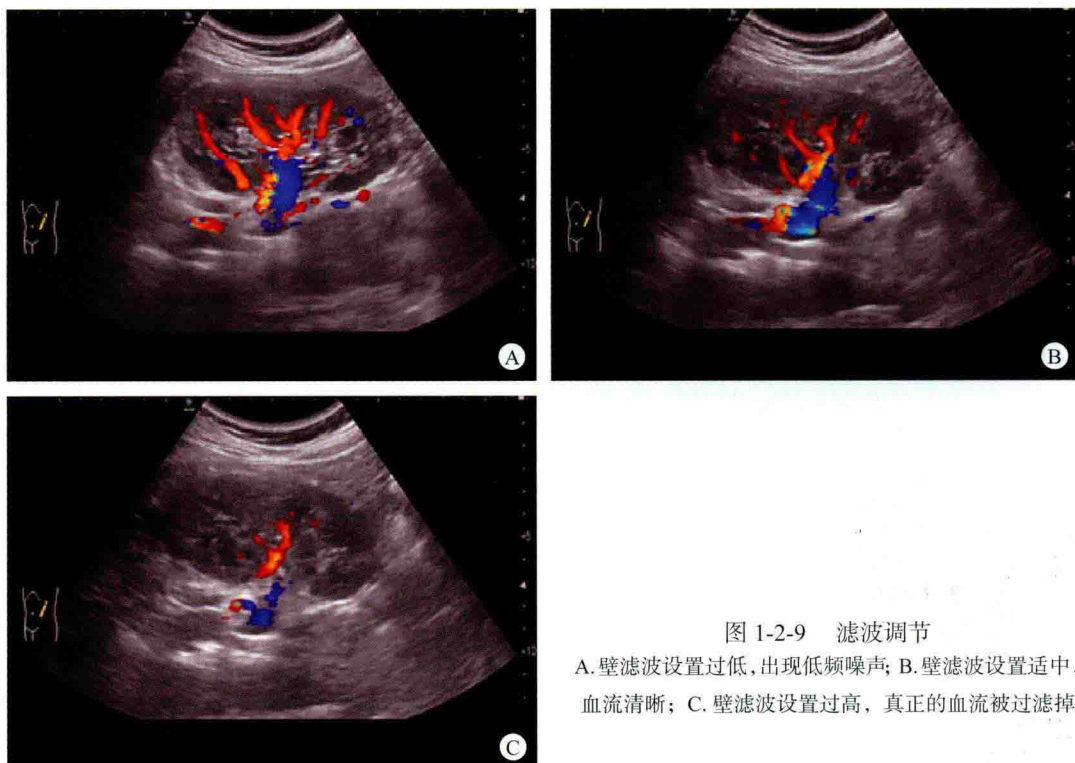 A
B
C
图 1-2-9 滤波调节
A.壁滤波设置过低,出现低频噪声; B.壁滤波设置适中,
血流清晰; C. 壁滤波设置过高, 真正的血流被过滤掉